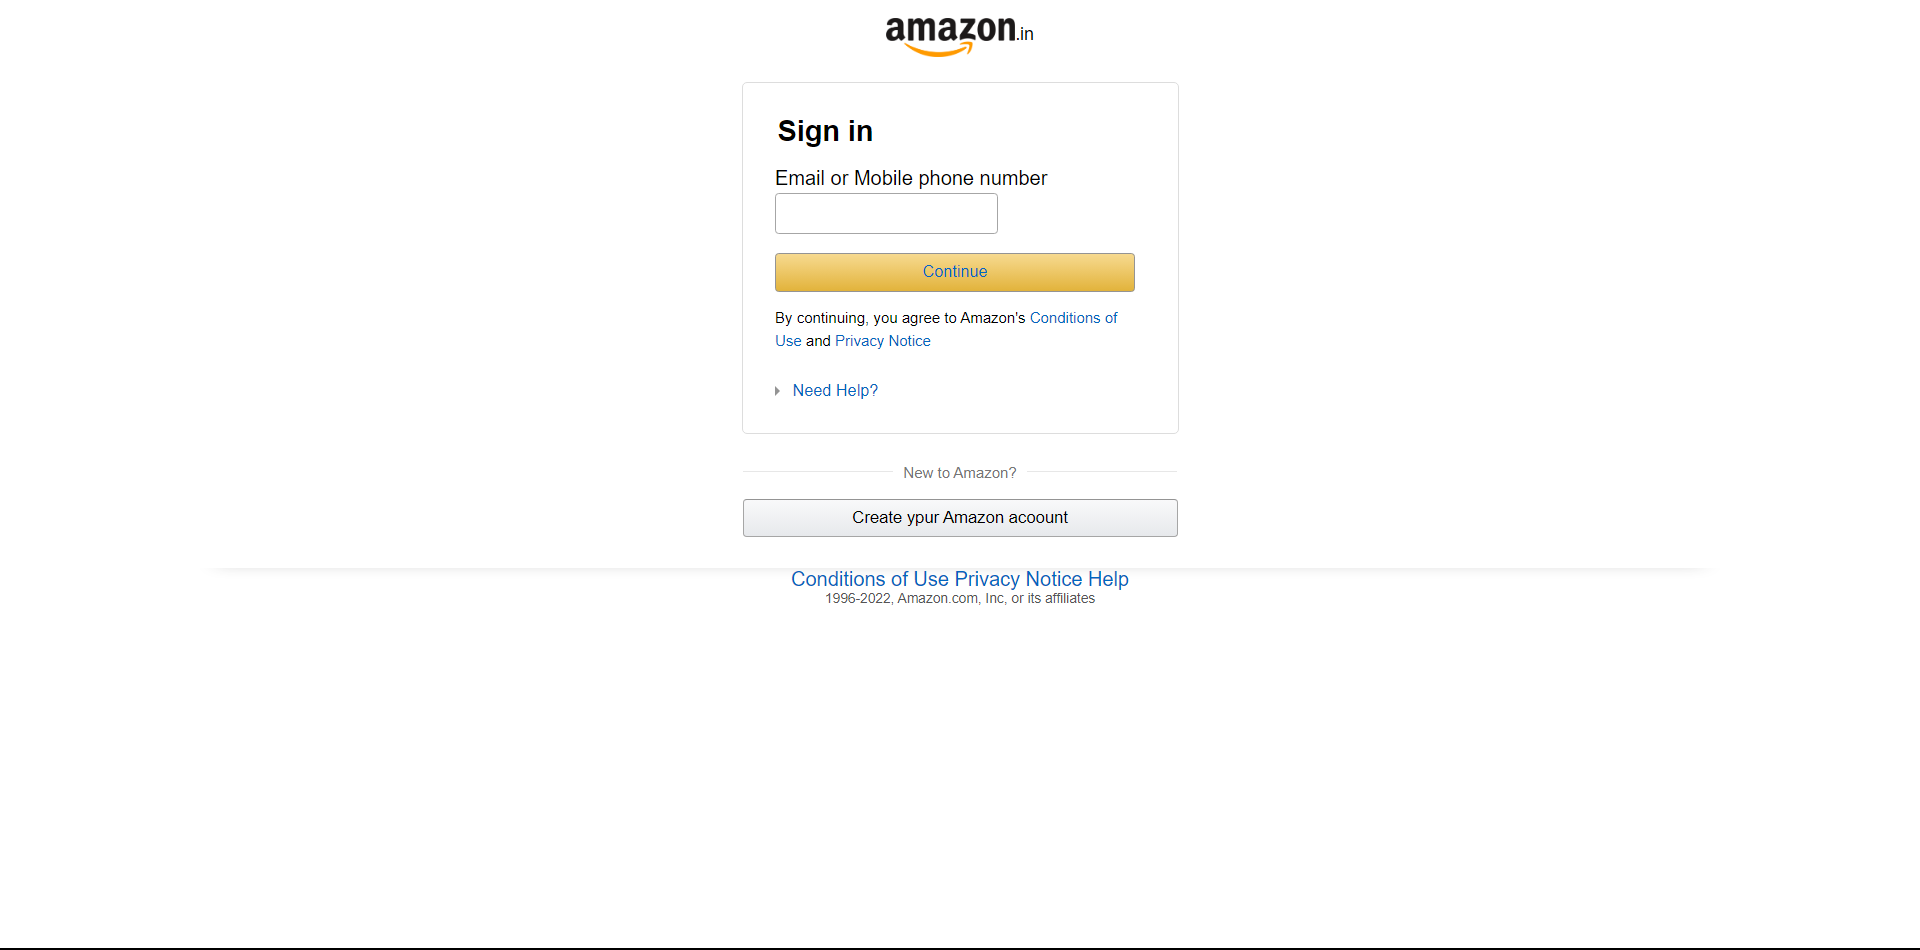 amazon.in
Sign in
Email or Mobile phone number
Continue
By continuing, you agree to Amazon's Conditions of
Use and Privacy Notice
Need Help?
New to Amazon?
Create ypur Amazon acoount
Conditions of Use Privacy Notice Help
1996-2022, Amazon.com, Inc, or its affiliates